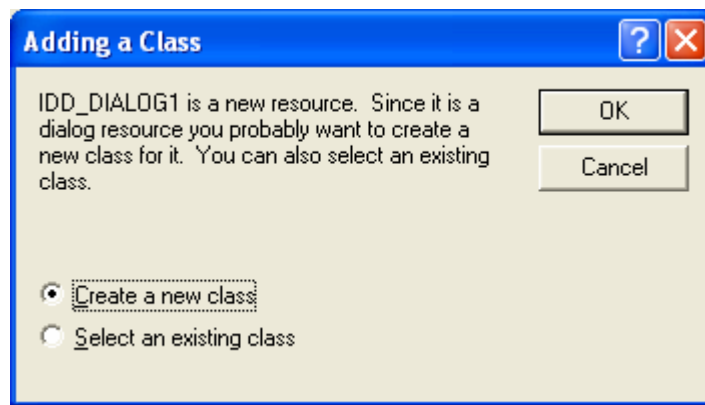 Adding a Class
IDD_DIALOG1 is a new resource.  Since it is a
dialog resource you probably want to create a
new class for it.  You can also select an existing
class.
OK
Cancel
Create a new class
Select an existing class